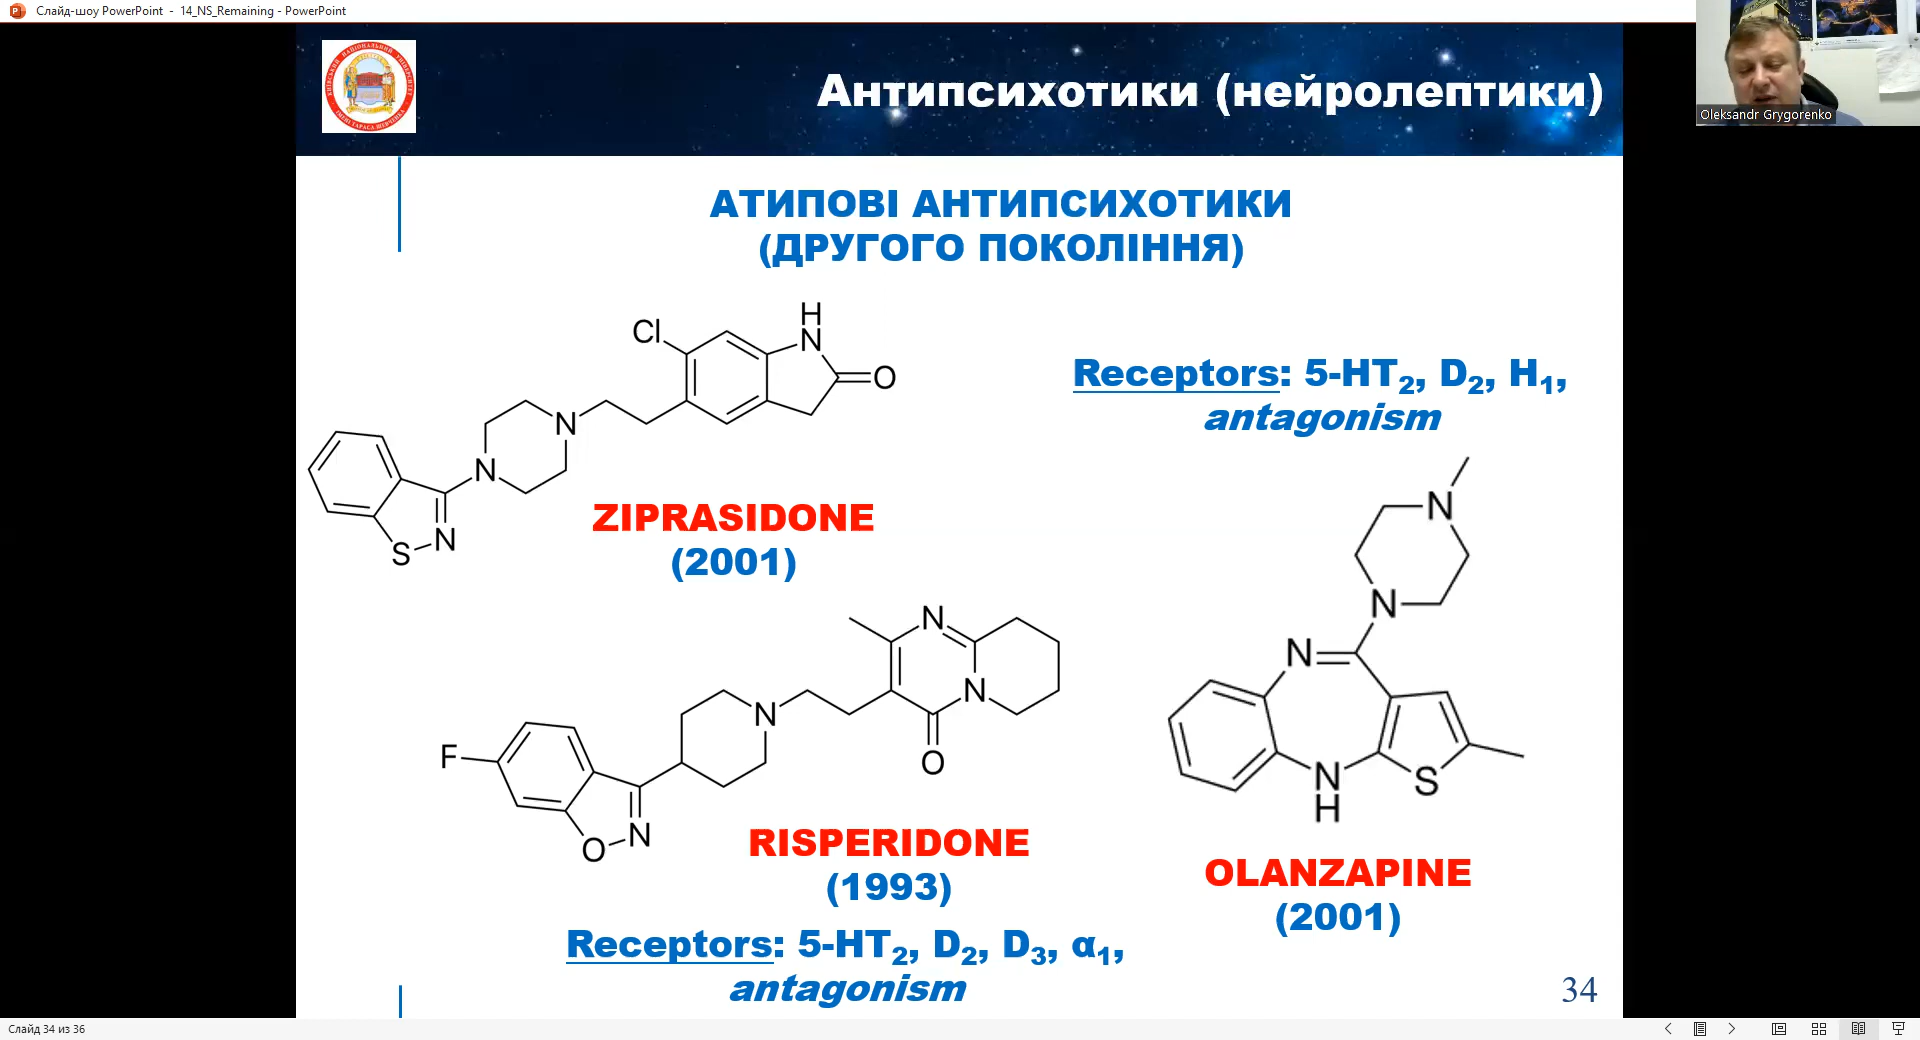 Слайд-шоу PowerPoint - 14_NS_Remaining - PowerPoint
Oleksandr Grygorenko
Антипсихотики (нейролептики)
АТИПОВІ АНТИПСИХОТИКИ
(ДРУГОГО ПОКОЛІННЯ)
Cl
H
N
O
N
N
S
N
ZIPRASIDONE
(2001)
Receptors: 5-HT₂, D₂, H₁,
antagonism
N
N
N
N
H
S
OLANZAPINE
(2001)
N
N
O
N
F
O
N
RISPERIDONE
(1993)
Receptors: 5-HT₂, D₂, D₃, α₁,
antagonism
34
Слайд 34 из 36